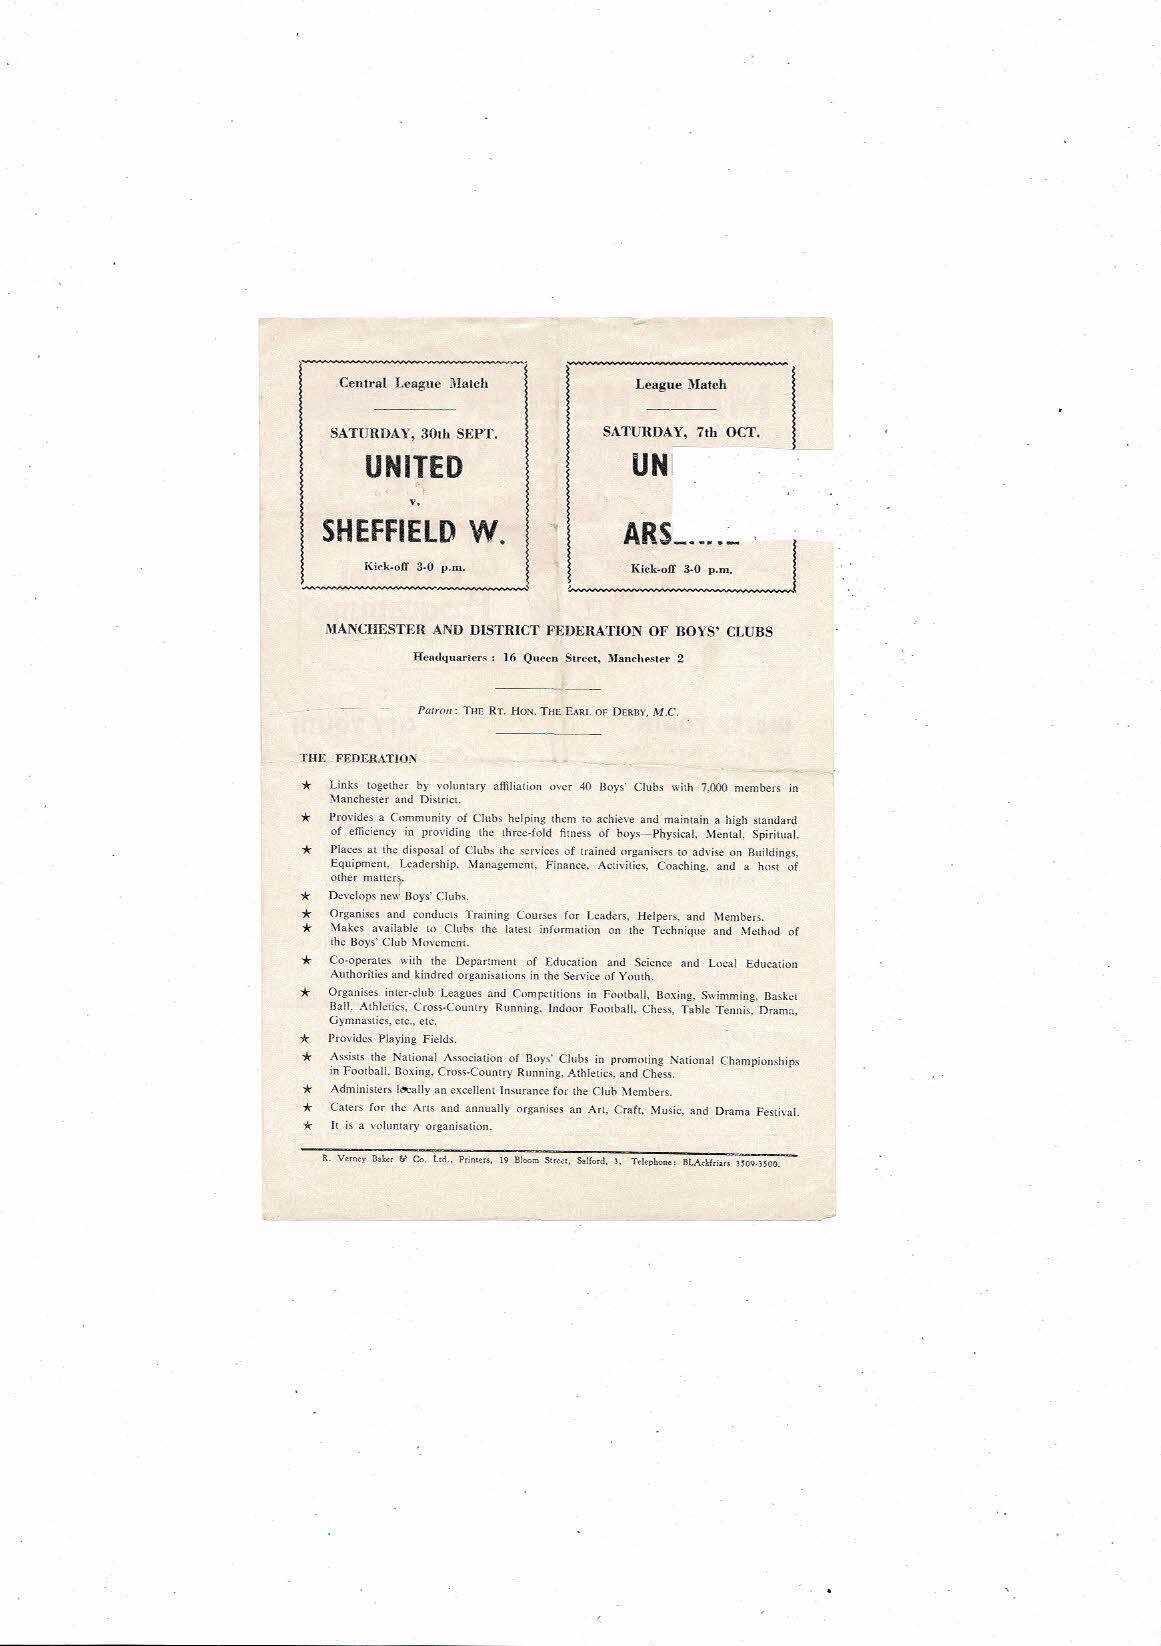 Central League Match
SATURDAY, 30th SEPT.
UNITED
v.
SHEFFIELD W.
Kick-off 3-0 p.m.
League Match
SATURDAY, 7th OCT.
UN
ARS
Kick-off 3-0 p.m.
MANCHESTER AND DISTRICT FEDERATION OF BOYS' CLUBS
Headquarters : 16 Queen Street, Manchester 2
Patron : THE RT. HON. THE EARL OF DERBY, M.C.
THE FEDERATION
★ Links together by voluntary affiliation over 40 Boys' Clubs with 7,000 members in
Manchester and District.
★ Provides a Community of Clubs helping them to achieve and maintain a high standard
of efficiency in providing the three-fold fitness of boys—Physical, Mental, Spiritual.
★ Places at the disposal of Clubs the services of trained organisers to advise on Buildings,
Equipment, Leadership, Management, Finance, Activities, Coaching, and a host of
other matters.
★ Develops new Boys' Clubs.
★ Organises and conducts Training Courses for Leaders, Helpers, and Members.
★ Makes available to Clubs the latest information on the Technique and Method of
the Boys' Club Movement.
★ Co-operates with the Department of Education and Science and Local Education
Authorities and kindred organisations in the Service of Youth.
★ Organises inter-club Leagues and Competitions in Football, Boxing, Swimming, Basket
Ball, Athletics, Cross-Country Running, Indoor Football, Chess, Table Tennis, Drama,
Gymnastics, etc., etc.
★ Provides Playing Fields.
★ Assists the National Association of Boys' Clubs in promoting National Championships
in Football, Boxing, Cross-Country Running, Athletics, and Chess.
★ Administers locally an excellent Insurance for the Club Members.
★ Caters for the Arts and annually organises an Art, Craft, Music, and Drama Festival.
★ It is a voluntary organisation.
R. Verney Baker & Co. Ltd., Printers, 19 Bloom Street, Salford, 3. Telephone: BLAckfriars 3509-3500.